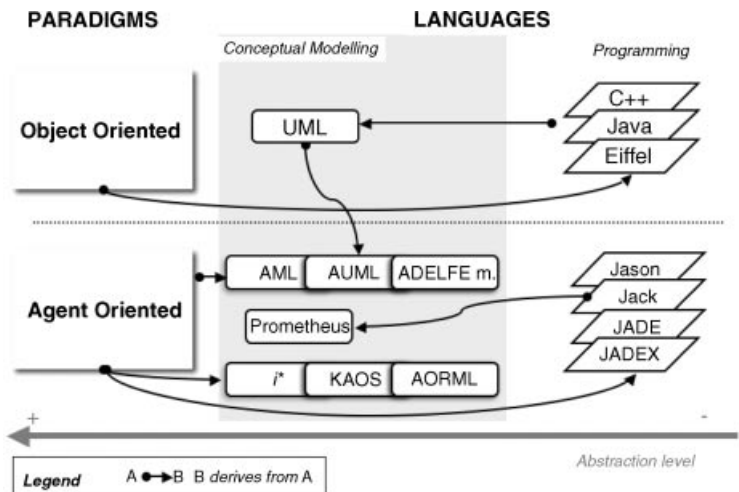 PARADIGMS
LANGUAGES
Conceptual Modelling
Programming
Object Oriented
UML
C++
Java
Eiffel
Agent Oriented
AML
AUML
ADELFE m.
Prometheus
i*
KAOS
AORML
Jason
Jack
JADE
JADEX
+
-
Abstraction level
Legend
A B B derives from A